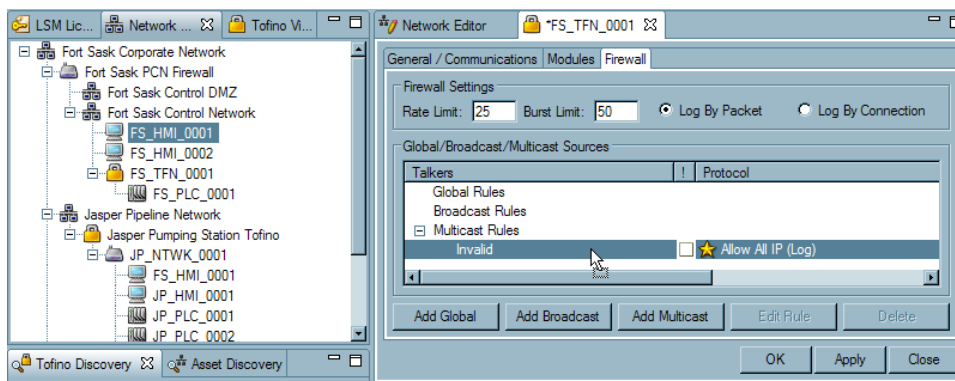 LSM Lic...
Network ...
Tofino Vi...
Fort Sask Corporate Network
Fort Sask PCN Firewall
Fort Sask Control DMZ
Fort Sask Control Network
FS_HMI_0001
FS_HMI_0002
FS_TFN_0001
FS_PLC_0001
Jasper Pipeline Network
Jasper Pumping Station Tofino
JP_NTWK_0001
FS_HMI_0001
JP_HMI_0001
JP_PLC_0001
JP_PLC_0002
Tofino Discovery
Asset Discovery
Network Editor
*FS_TFN_0001
General / Communications
Modules
Firewall
Firewall Settings
Rate Limit: 25 Burst Limit: 50 Log By Packet Log By Connection
Global/Broadcast/Multicast Sources
Talkers ! Protocol
Global Rules
Broadcast Rules
Multicast Rules
Invalid Allow All IP (Log)
Add Global Add Broadcast Add Multicast Edit Rule Delete
OK Apply Close